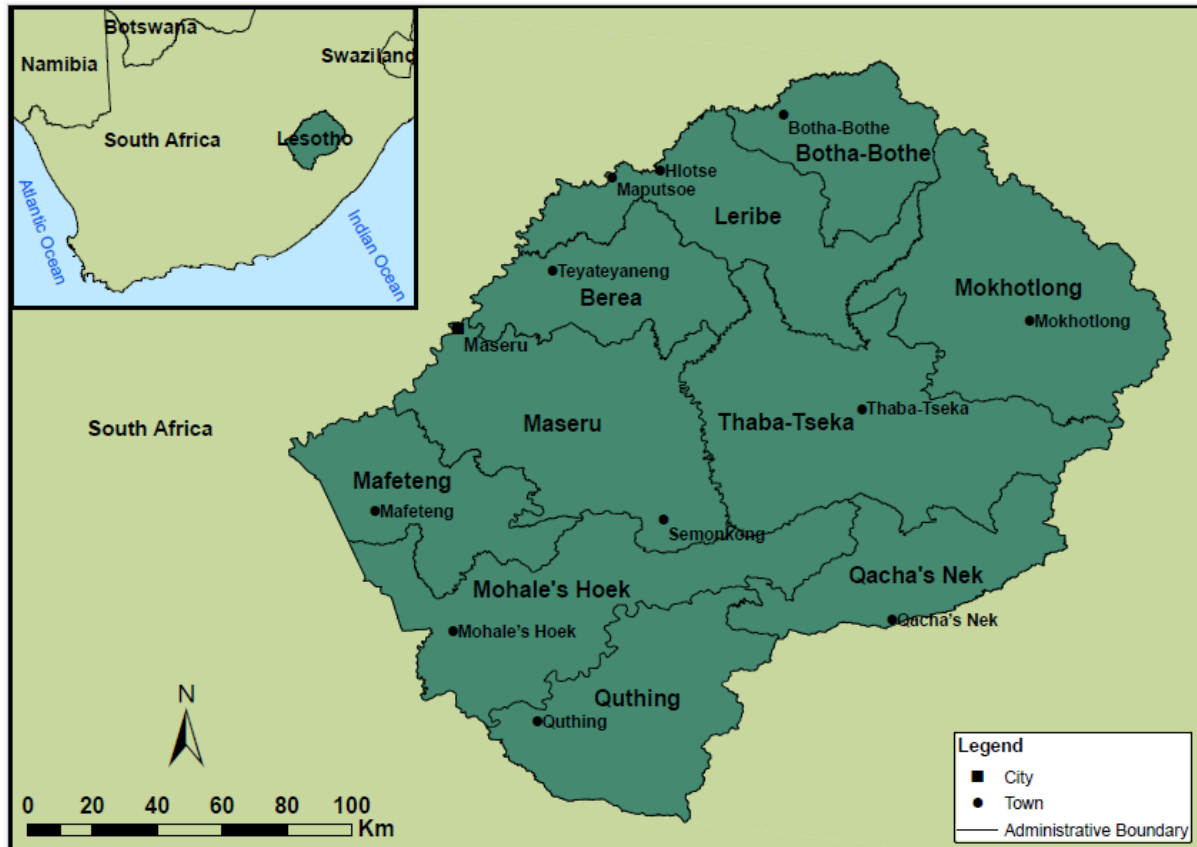 Botswana
Namibia
Swaziland
South Africa
Lesotho
Atlantic Ocean
Indian Ocean
Botha-Bothe
Botha-Bothe
Hlotse
Maputsoe
Leribe
Teyateyaneng
Berea
Mokhotlong
Mokhotlong
Maseru
Thaba-Tseka
Maseru
Thaba-Tseka
South Africa
Mafeteng
Mafeteng
Semonkong
Qacha's Nek
Mohale's Hoek
Qacha's Nek
Mohale's Hoek
Quthing
Quthing
N
0 20 40 60 80 100
Km
Legend
City
Town
Administrative Boundary